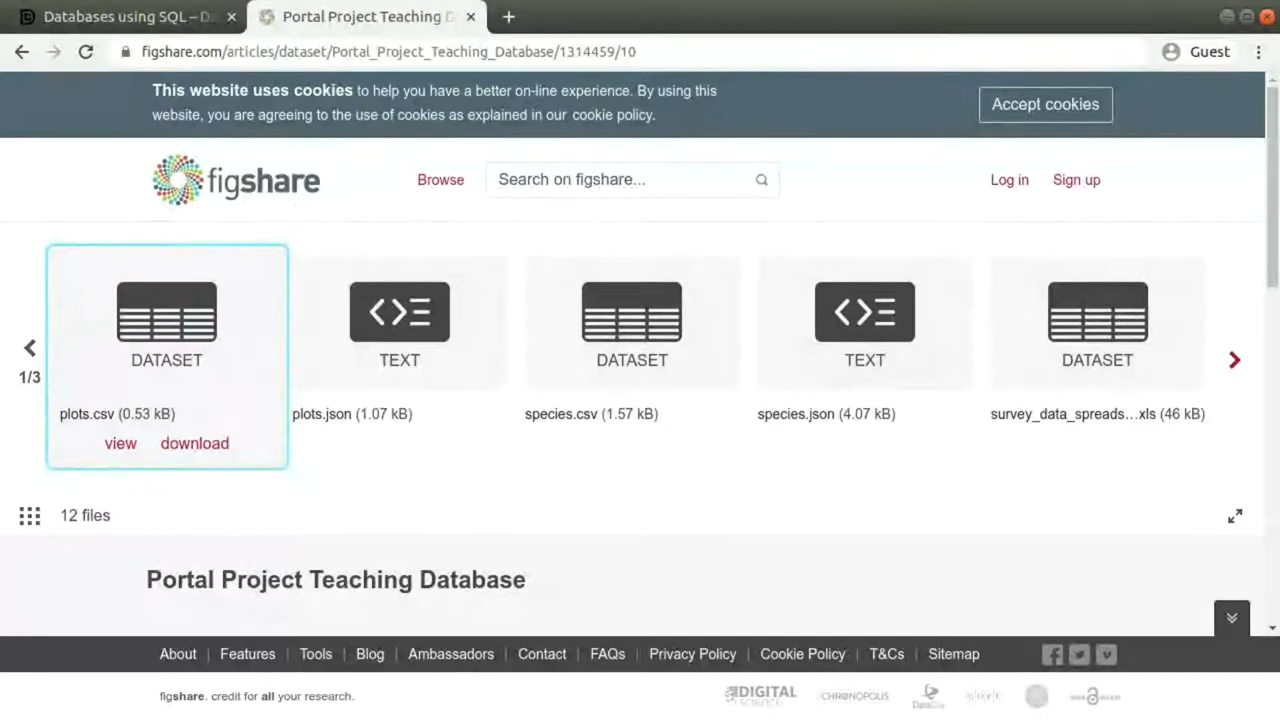 Databases using SQL – D
Portal Project Teaching D
figshare.com/articles/dataset/Portal_Project_Teaching_Database/1314459/10
Guest
This website uses cookies to help you have a better on-line experience. By using this
website, you are agreeing to the use of cookies as explained in our cookie policy.
Accept cookies
figshare
Browse
Search on figshare...
Log in
Sign up
DATASET
TEXT
DATASET
TEXT
DATASET
1/3
plots.csv (0.53 kB)
plots.json (1.07 kB)
species.csv (1.57 kB)
species.json (4.07 kB)
survey_data_spreads...xls (46 kB)
view
download
12 files
Portal Project Teaching Database
About | Features | Tools | Blog | Ambassadors | Contact | FAQs | Privacy Policy | Cookie Policy | T&Cs | Sitemap
figshare. credit for all your research.
DIGITAL
science
CHRONOPOLIS